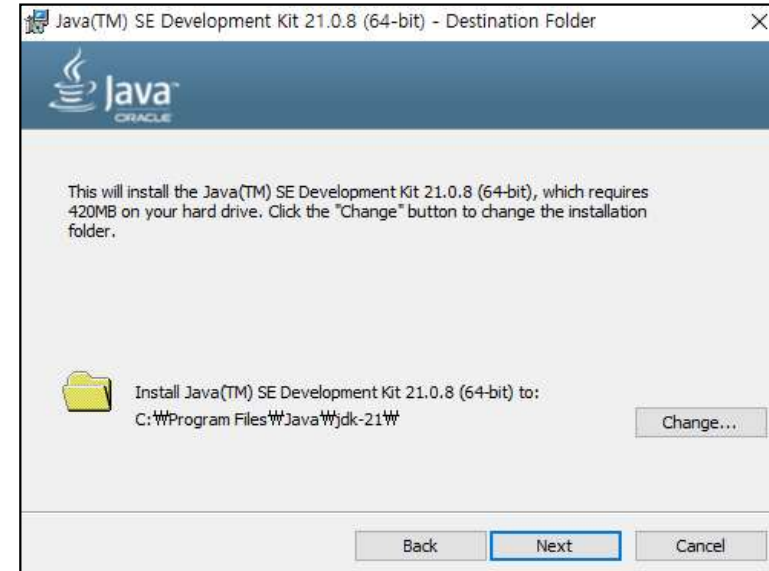 Java(TM) SE Development Kit 21.0.8 (64-bit) - Destination Folder
Java™
ORACLE
This will install the Java(TM) SE Development Kit 21.0.8 (64-bit), which requires
420MB on your hard drive. Click the "Change" button to change the installation
folder.
Install Java(TM) SE Development Kit 21.0.8 (64-bit) to:
C:₩Program Files₩Java₩jdk-21₩
Change...
Back
Next
Cancel